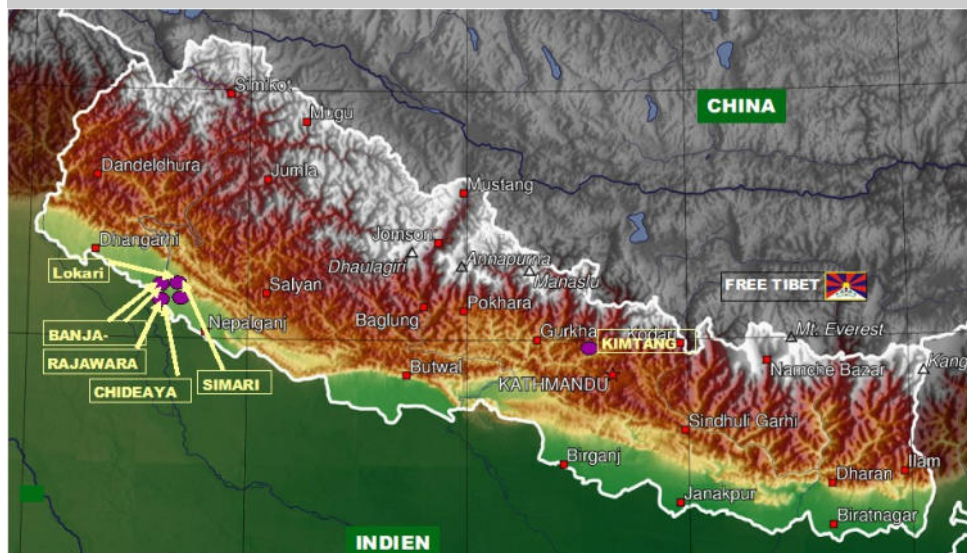 Simikot
CHINA
Mugu
Dandeldhura
Jumla
Mustang
Dhangarhi
Jomson
Lokari
Dhaulagiri
Annapurna
Manaslu
FREE TIBET
Salyan
Baglung
Pokhara
BANJA-
Nepalganj
Gurkha
Kodari
Mt. Everest
KIMTANG
RAJAWARA
CHIDEAYA
SIMARI
Butwal
KATHMANDU
Namche Bazar
Kang
Sindhuli Garhi
Birganj
Dharan
Ilam
Janakpur
Biratnagar
INDIEN